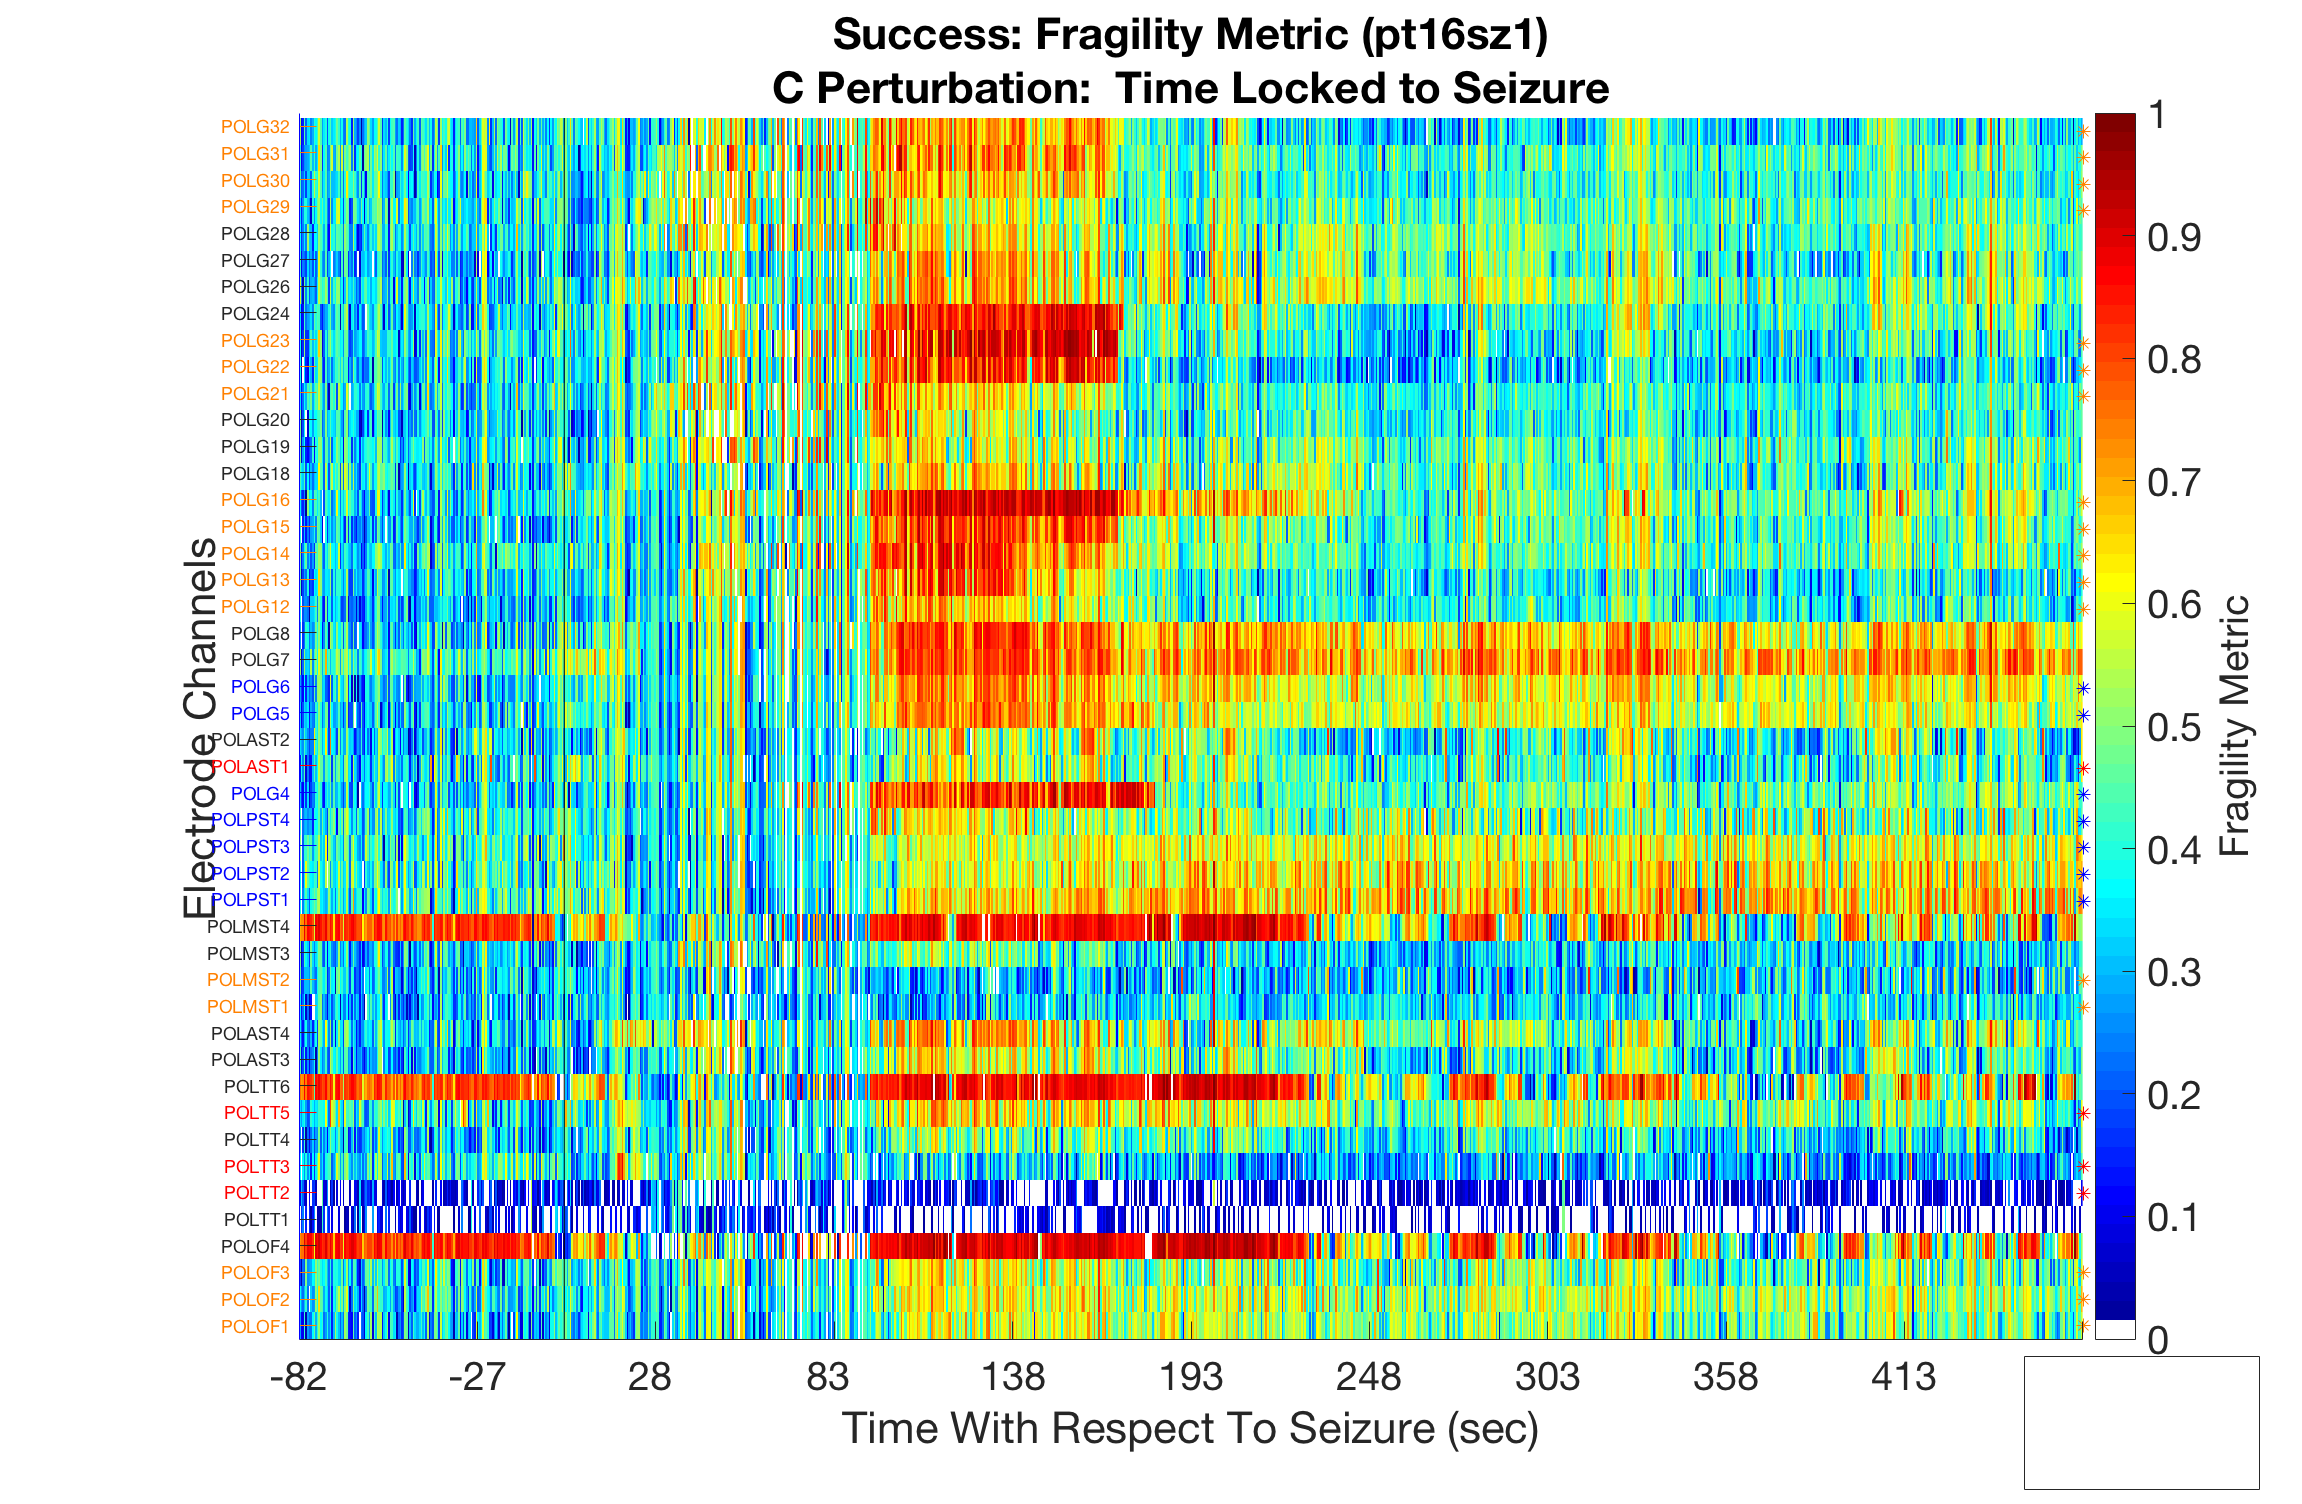 Success: Fragility Metric (pt16sz1)
C Perturbation:  Time Locked to Seizure
Electrode Channels
POLG32
POLG31
POLG30
POLG29
POLG28
POLG27
POLG26
POLG24
POLG23
POLG22
POLG21
POLG20
POLG19
POLG18
POLG16
POLG15
POLG14
POLG13
POLG12
POLG8
POLG7
POLG6
POLG5
POLAST2
POLAST1
POLG4
POLPST4
POLPST3
POLPST2
POLPST1
POLMST4
POLMST3
POLMST2
POLMST1
POLAST4
POLAST3
POLTT6
POLTT5
POLTT4
POLTT3
POLTT2
POLTT1
POLOF4
POLOF3
POLOF2
POLOF1
-82 -27 28 83 138 193 248 303 358 413
Time With Respect To Seizure (sec)
1
0.9
0.8
0.7
0.6
0.5
0.4
0.3
0.2
0.1
0
Fragility Metric